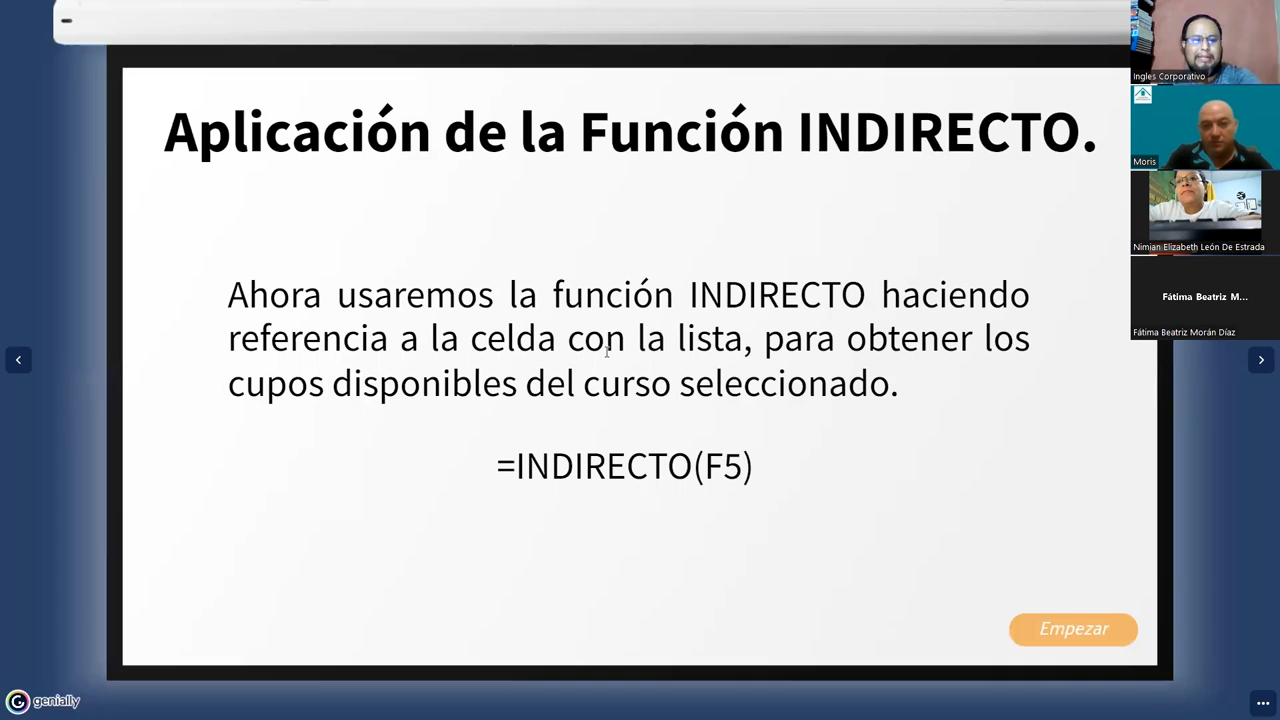 Aplicación de la Función INDIRECTO.
Ahora usaremos la función INDIRECTO haciendo
referencia a la celda con la lista, para obtener los
cupos disponibles del curso seleccionado.
=INDIRECTO(F5)
Empezar
genially
Ingles Corporativo
Moris
Nimian Elizabeth León De Estrada
Fátima Beatriz M...
Fátima Beatriz Morán Díaz